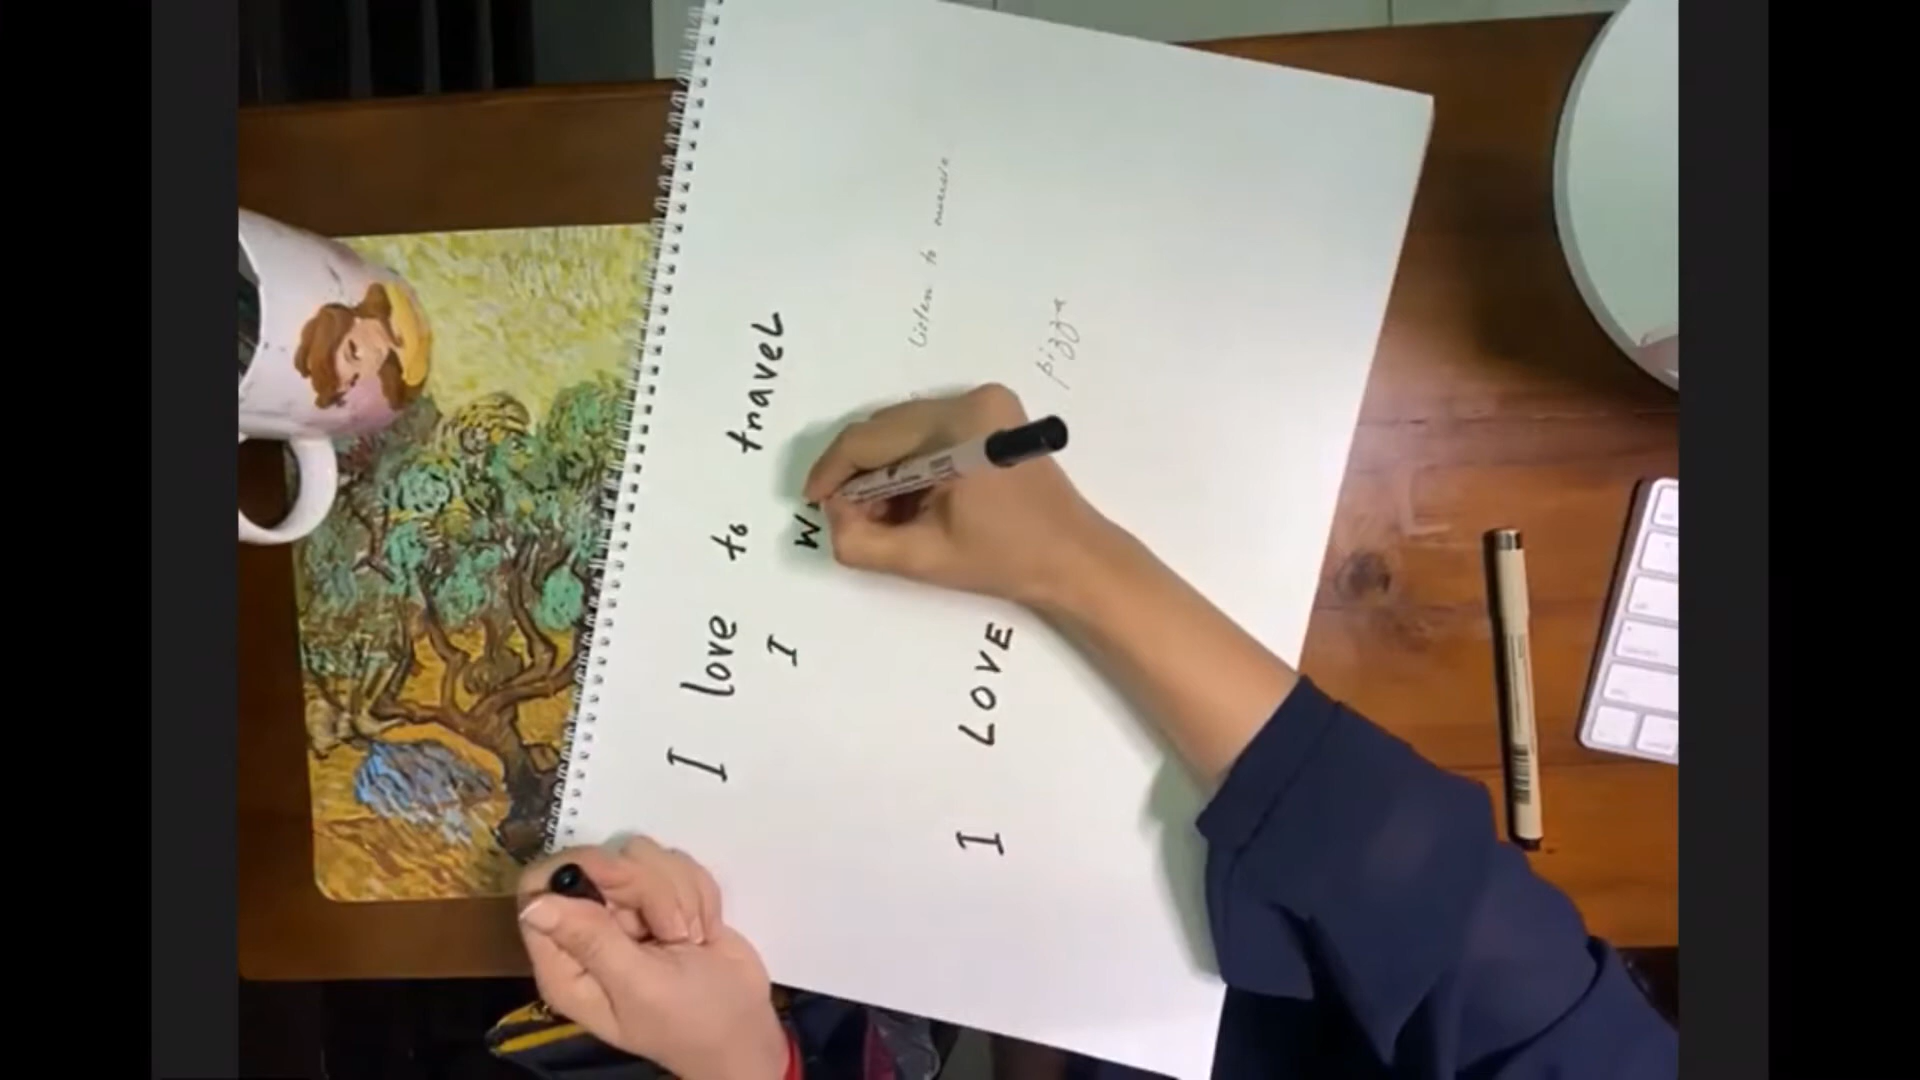 I love to travel
I W
Listen to music
I LOVE
pizza